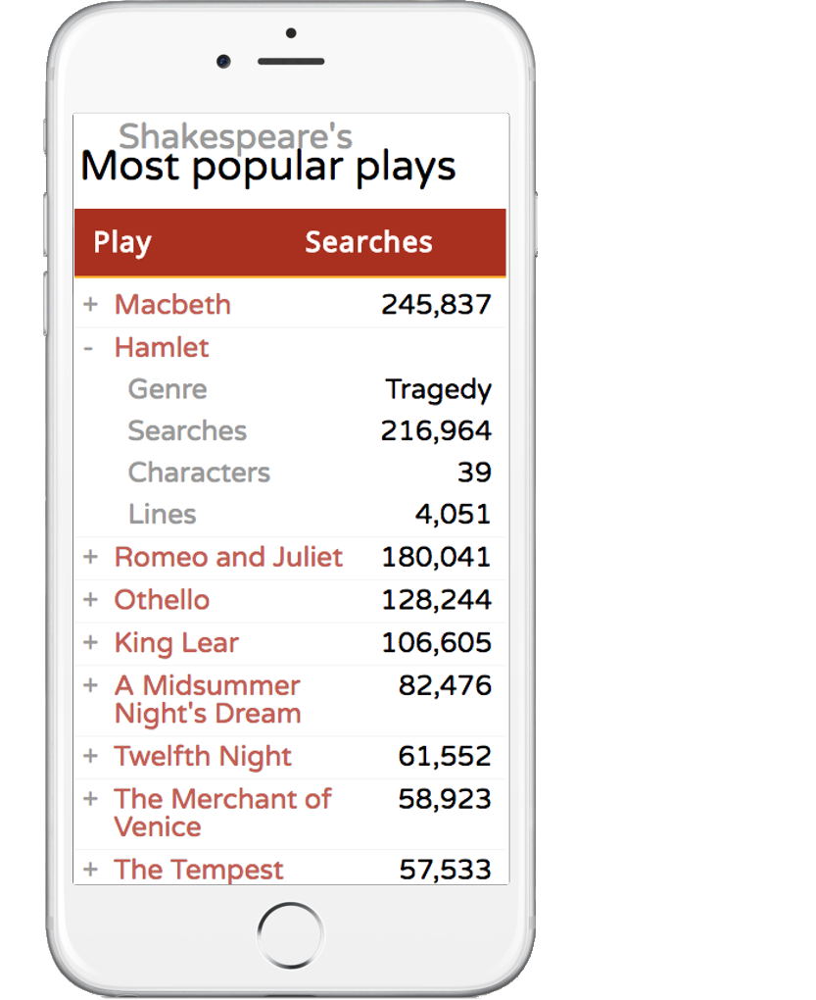 Shakespeare's
Most popular plays
Play Searches
+ Macbeth 245,837
- Hamlet
Genre Tragedy
Searches 216,964
Characters 39
Lines 4,051
+ Romeo and Juliet 180,041
+ Othello 128,244
+ King Lear 106,605
+ A Midsummer 82,476
Night's Dream
+ Twelfth Night 61,552
+ The Merchant of 58,923
Venice
+ The Tempest 57,533